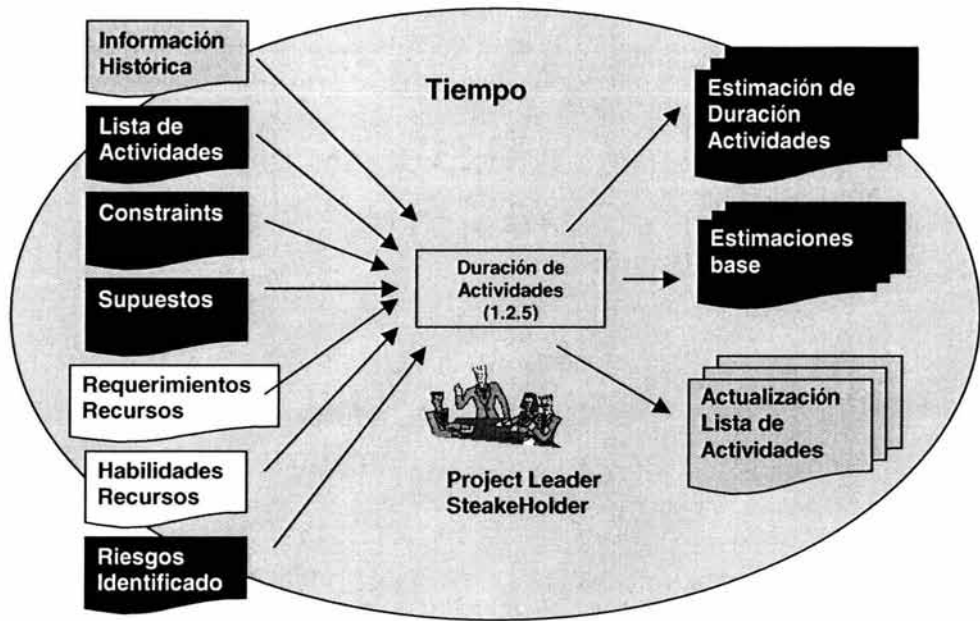 Información
Histórica
Lista de
Actividades
Constraints
Supuestos
Requerimientos
Recursos
Habilidades
Recursos
Riesgos
Identificado
Tiempo
Duración de
Actividades
(1.2.5)
Project Leader
SteakeHolder
Estimación de
Duración
Actividades
Estimaciones
base
Actualización
Lista de
Actividades